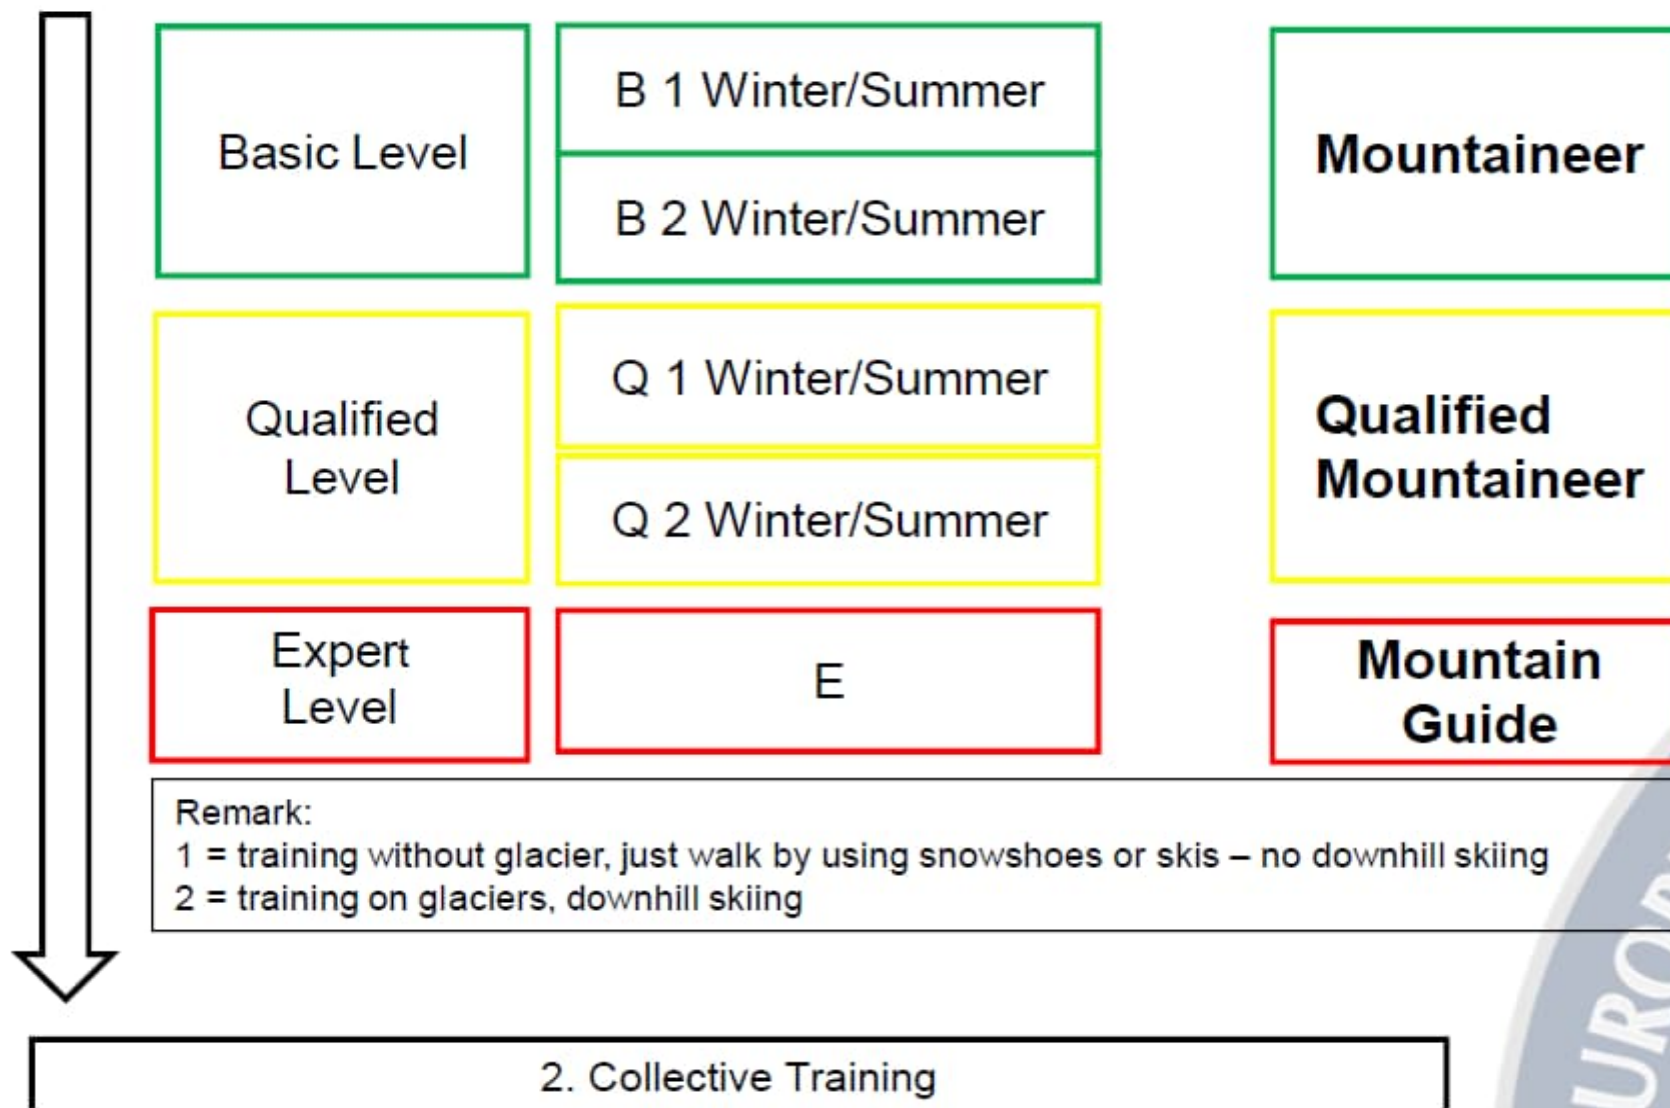 Basic Level
B 1 Winter/Summer
B 2 Winter/Summer
Mountaineer
Qualified
Level
Q 1 Winter/Summer
Q 2 Winter/Summer
Qualified
Mountaineer
Expert
Level
E
Mountain
Guide
Remark:
1 = training without glacier, just walk by using snowshoes or skis – no downhill skiing
2 = training on glaciers, downhill skiing
2. Collective Training